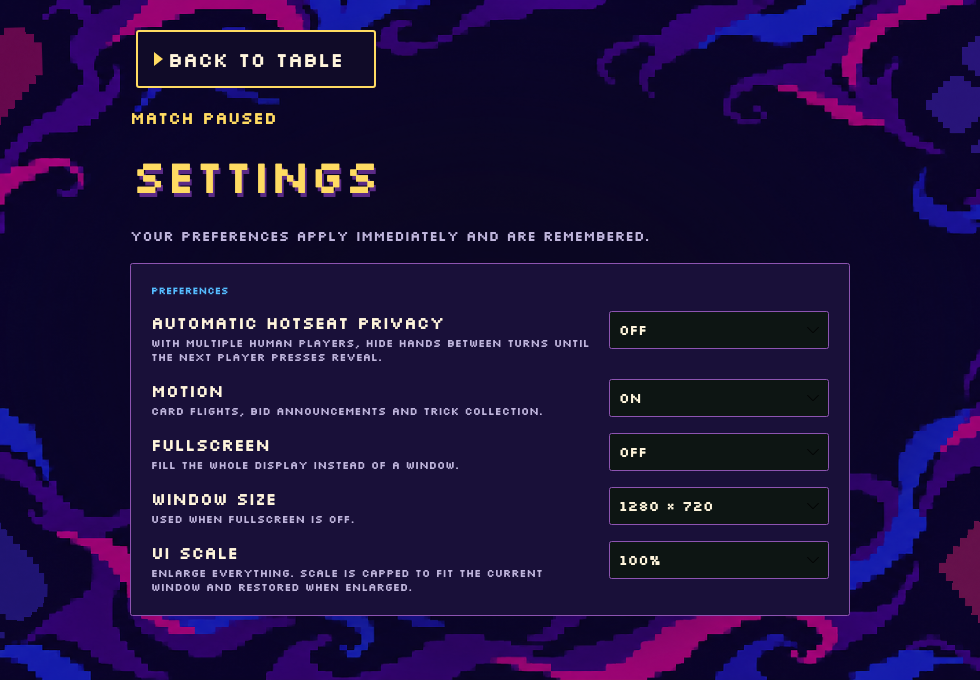 BACK TO TABLE
MATCH PAUSED
SETTINGS
YOUR PREFERENCES APPLY IMMEDIATELY AND ARE REMEMBERED.
PREFERENCES
AUTOMATIC HOTSEAT PRIVACY
WITH MULTIPLE HUMAN PLAYERS, HIDE HANDS BETWEEN TURNS UNTIL
THE NEXT PLAYER PRESSES REVEAL.
OFF
MOTION
CARD FLIGHTS, BID ANNOUNCEMENTS AND TRICK COLLECTION.
ON
FULLSCREEN
FILL THE WHOLE DISPLAY INSTEAD OF A WINDOW.
OFF
WINDOW SIZE
USED WHEN FULLSCREEN IS OFF.
1280 × 720
UI SCALE
ENLARGE EVERYTHING. SCALE IS CAPPED TO FIT THE CURRENT
WINDOW AND RESTORED WHEN ENLARGED.
100%